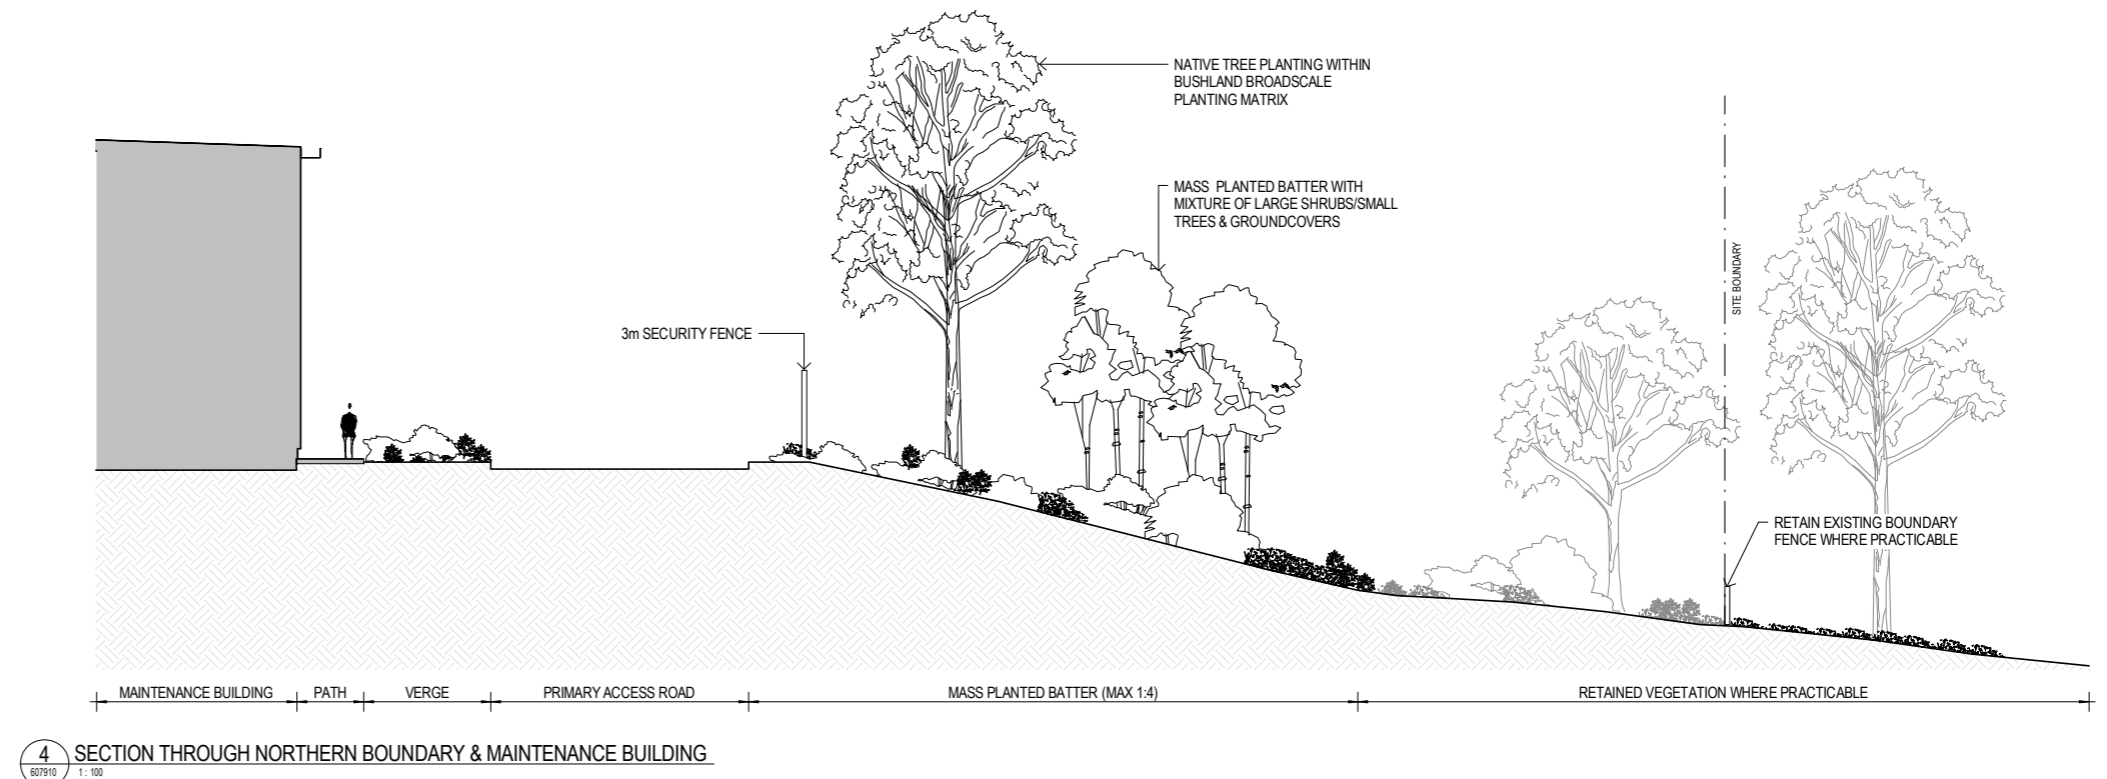 NATIVE TREE PLANTING WITHIN
BUSHLAND BROADSCALE
PLANTING MATRIX
MASS PLANTED BATTER WITH
MIXTURE OF LARGE SHRUBS/SMALL
TREES & GROUNDCOVERS
SITE BOUNDARY
3m SECURITY FENCE
RETAIN EXISTING BOUNDARY
FENCE WHERE PRACTICABLE
MAINTENANCE BUILDING
PATH
VERGE
PRIMARY ACCESS ROAD
MASS PLANTED BATTER (MAX 1:4)
RETAINED VEGETATION WHERE PRACTICABLE
4
607910
SECTION THROUGH NORTHERN BOUNDARY & MAINTENANCE BUILDING
1 : 100